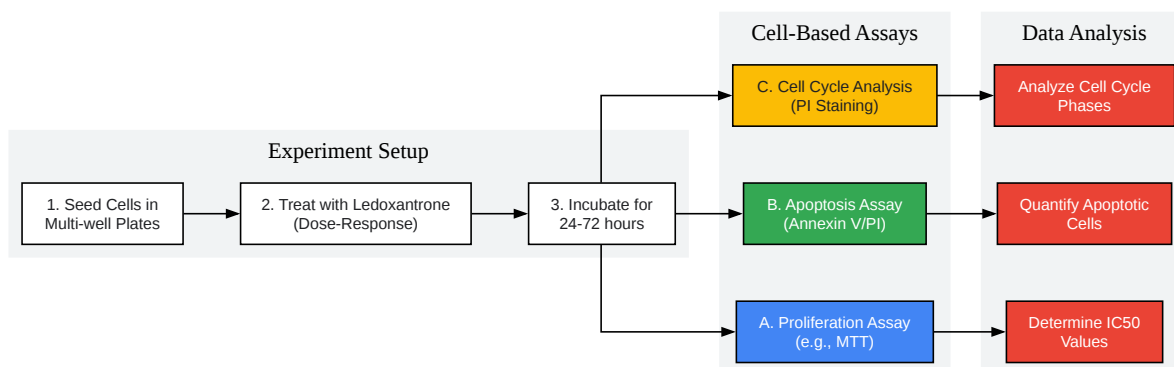 Cell-Based Assays
Data Analysis
C. Cell Cycle Analysis
(PI Staining)
Analyze Cell Cycle
Phases
Experiment Setup
1. Seed Cells in
Multi-well Plates
2. Treat with Ledoxantrone
(Dose-Response)
3. Incubate for
24-72 hours
B. Apoptosis Assay
(Annexin V/PI)
Quantify Apoptotic
Cells
A. Proliferation Assay
(e.g., MTT)
Determine IC50
Values